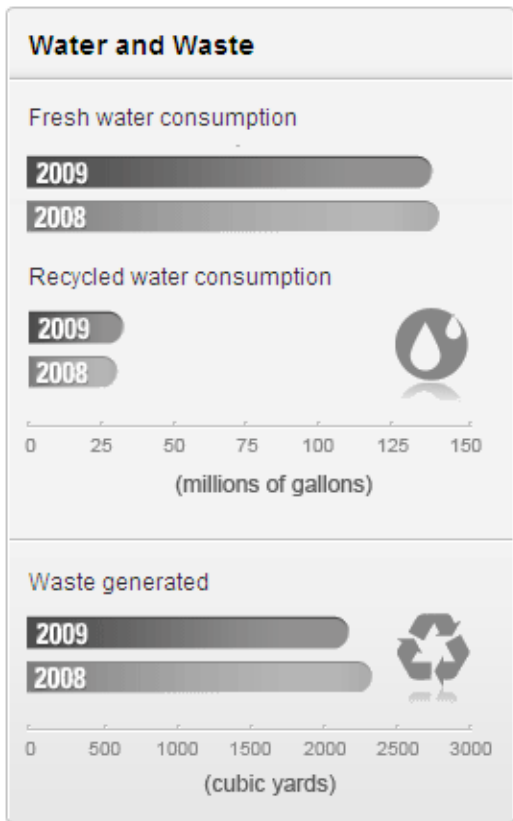 Water and Waste
Fresh water consumption
2009
2008
Recycled water consumption
2009
2008
0 25 50 75 100 125 150
(millions of gallons)
Waste generated
2009
2008
0 500 1000 1500 2000 2500 3000
(cubic yards)